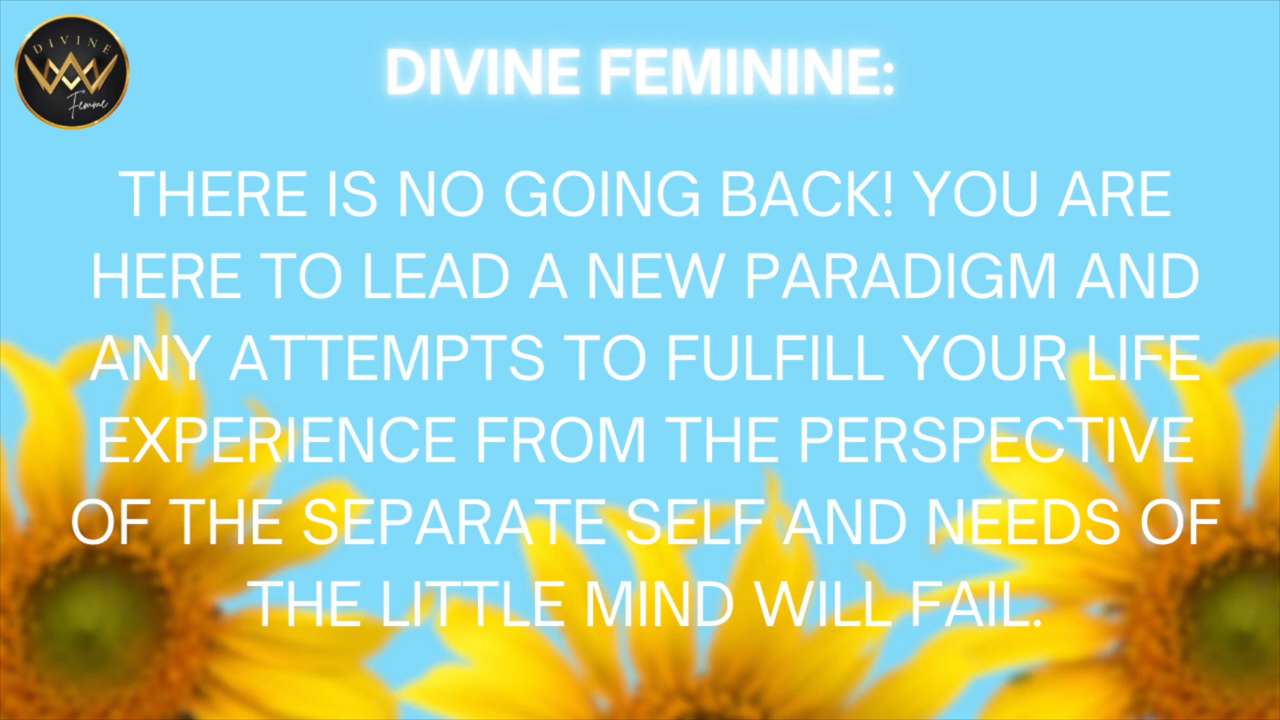 DIVINE
Femme
DIVINE FEMININE:
THERE IS NO GOING BACK! YOU ARE
HERE TO LEAD A NEW PARADIGM AND
ANY ATTEMPTS TO FULFILL YOUR LIFE
EXPERIENCE FROM THE PERSPECTIVE
OF THE SEPARATE SELF AND NEEDS OF
THE LITTLE MIND WILL FAIL.